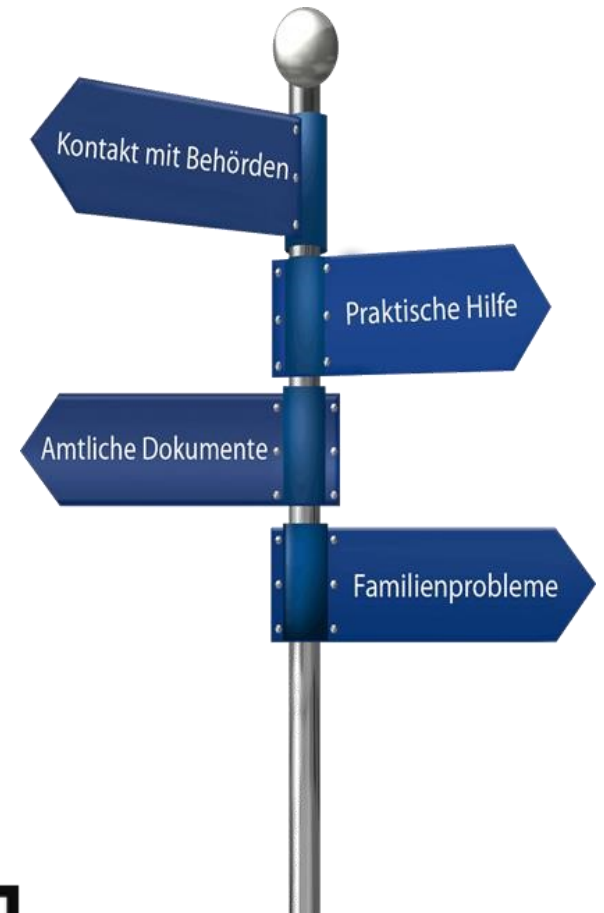 Kontakt mit Behörden
Praktische Hilfe
Amtliche Dokumente
Familienprobleme